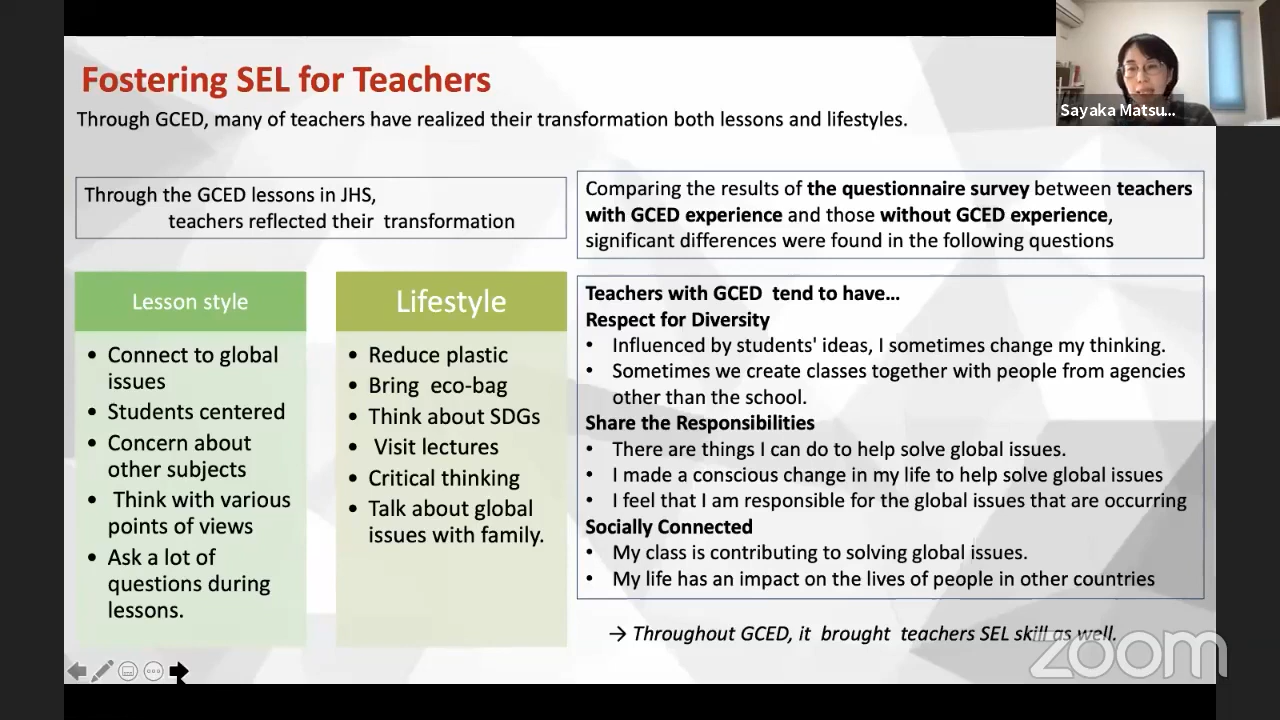 Fostering SEL for Teachers
Through GCED, many of teachers have realized their transformation both lessons and lifestyles.
Sayaka Matsu...
Through the GCED lessons in JHS,
teachers reflected their transformation
Comparing the results of the questionnaire survey between teachers
with GCED experience and those without GCED experience,
significant differences were found in the following questions
Lesson style
• Connect to global
issues
• Students centered
• Concern about
other subjects
• Think with various
points of views
• Ask a lot of
questions during
lessons.
Lifestyle
• Reduce plastic
• Bring eco-bag
• Think about SDGs
• Visit lectures
• Critical thinking
• Talk about global
issues with family.
Teachers with GCED tend to have...
Respect for Diversity
• Influenced by students' ideas, I sometimes change my thinking.
• Sometimes we create classes together with people from agencies
other than the school.
Share the Responsibilities
• There are things I can do to help solve global issues.
• I made a conscious change in my life to help solve global issues
• I feel that I am responsible for the global issues that are occurring
Socially Connected
• My class is contributing to solving global issues.
• My life has an impact on the lives of people in other countries
→ Throughout GCED, it brought teachers SEL skill as well.
zoom